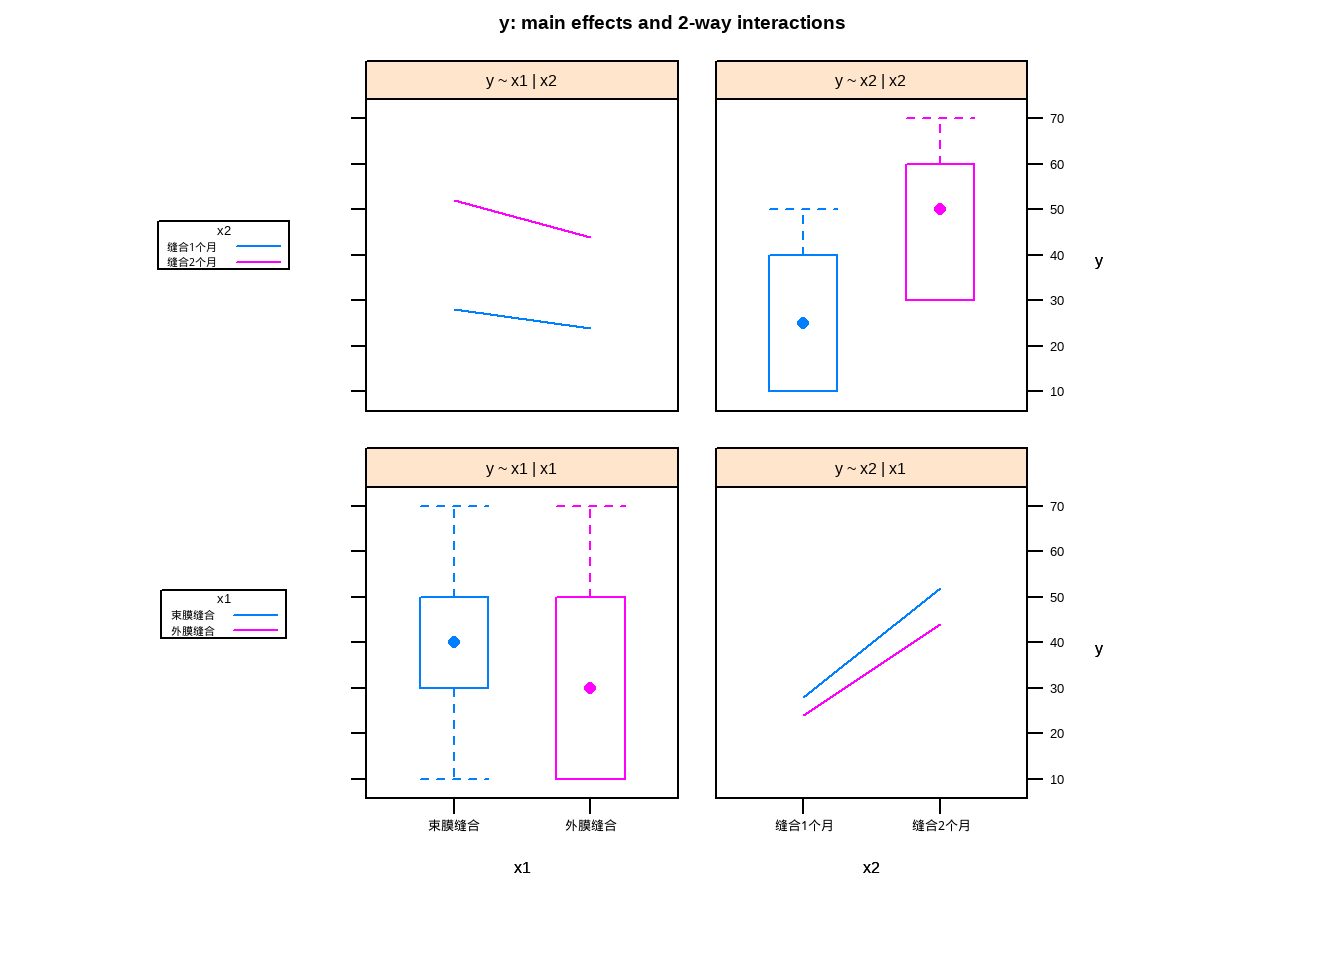 y: main effects and 2-way interactions
y ~ x1 | x2
y ~ x2 | x2
70
60
50
40
30
20
10
y
x2
缝合1个月
缝合2个月
y ~ x1 | x1
y ~ x2 | x1
70
60
50
40
30
20
10
y
x1
束膜缝合
外膜缝合
束膜缝合
外膜缝合
缝合1个月
缝合2个月
x1
x2